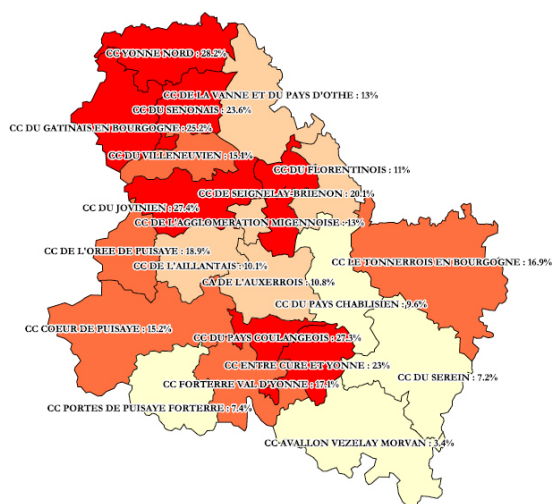 CC YONNE NORD : 28.2%
CC DE LA VANNE ET DU PAYS D'OTHE : 13%
CC DU SENONAIS : 23.6%
CC DU GATINAIS EN BOURGOGNE : 25.2%
CC DU VILLENEUVIEN : 15.1%
CC DU FLORENTINOIS : 11%
CC DE SEIGNELAY-BRIENON : 20.1%
CC DU JOVINIEN : 27.4%
CC DE L'AGGLOMERATION MIGENNOISE : 13%
CC DE L'OREE DE PUISAYE : 18.9%
CC LE TONNERROIS EN BOURGOGNE : 16.9%
CC DE L'AILLANTAIS : 10.1%
CA DE L'AUXERROIS : 10.8%
CC DU PAYS CHABLISIEN : 9.6%
CC COEUR DE PUISAYE : 15.2%
CC DU PAYS COULANGEOIS : 27.3%
CC ENTRE CURE ET YONNE : 23%
CC DU SEREIN : 7.2%
CC FORTERRE VAL D'YONNE : 17.1%
CC PORTES DE PUISAYE FORTERRE : 7.4%
CC AVALLON VEZELAY MORVAN : 3.4%